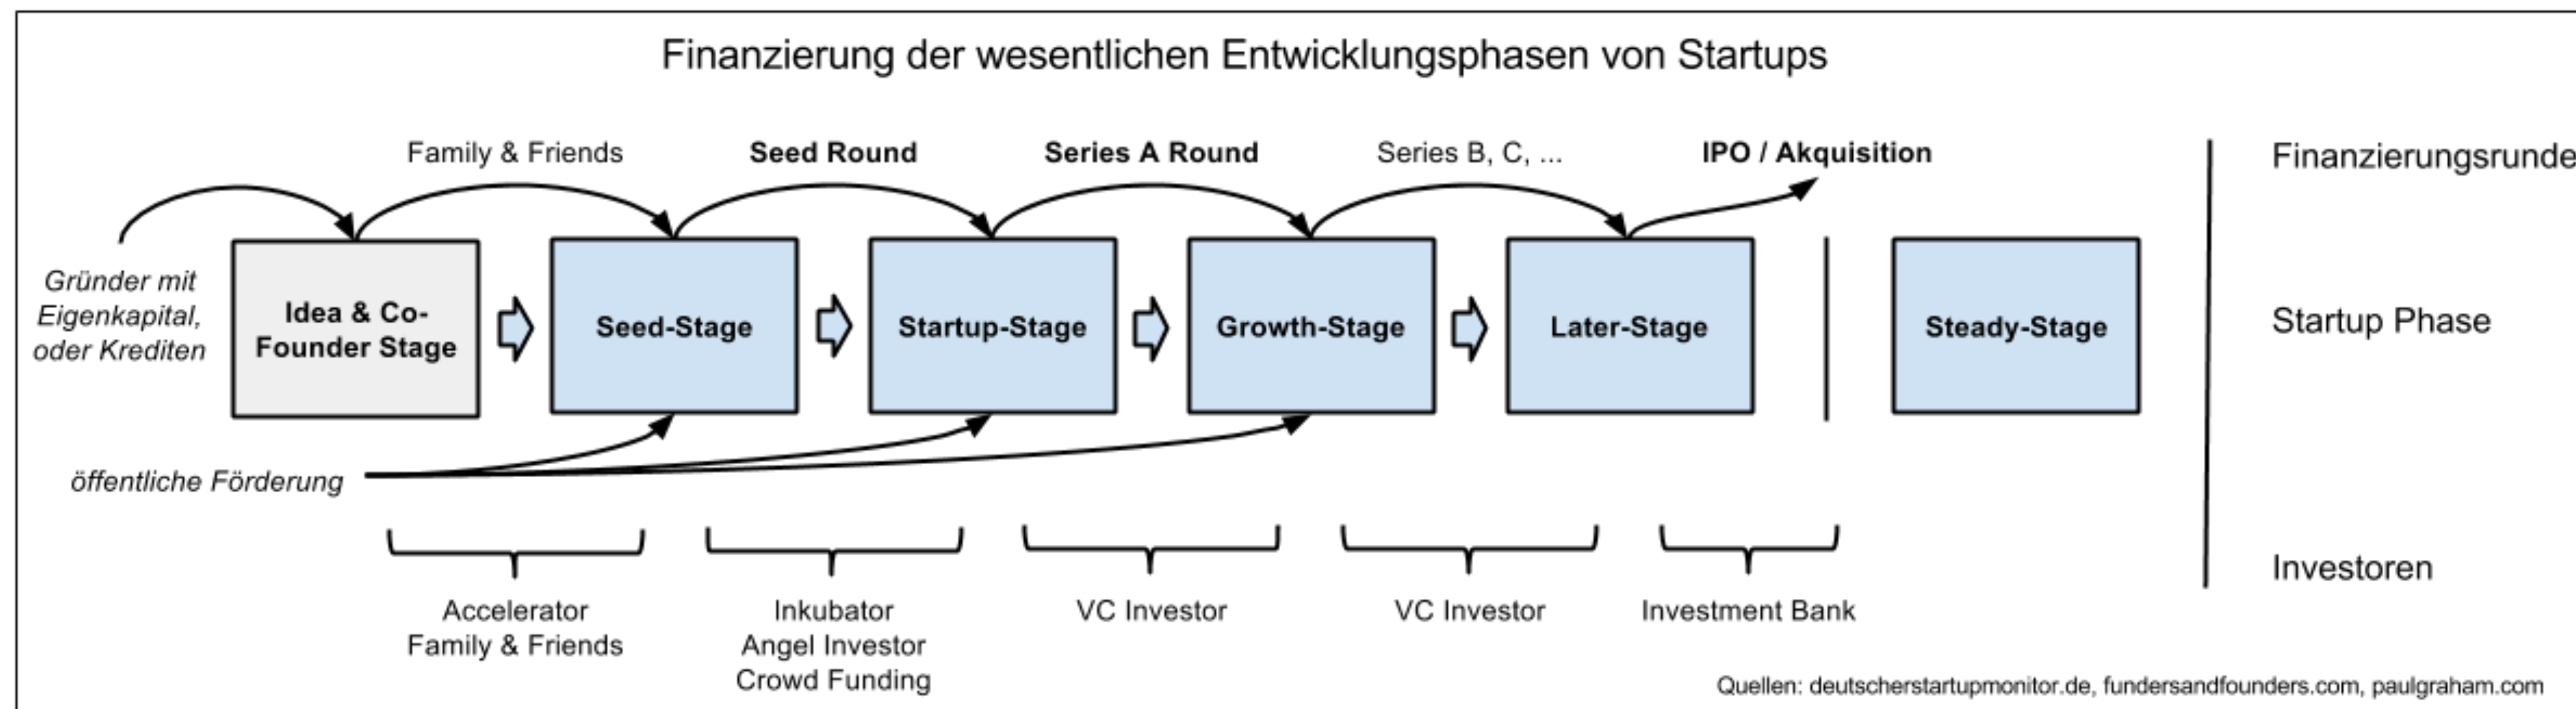 Finanzierung der wesentlichen Entwicklungsphasen von Startups
Family & Friends
Seed Round
Series A Round
Series B, C, ...
IPO / Akquisition
Finanzierungsrunde
Gründer mit
Eigenkapital,
oder Krediten
Idea & Co-
Founder Stage
Seed-Stage
Startup-Stage
Growth-Stage
Later-Stage
Steady-Stage
Startup Phase
öffentliche Förderung
Investoren
Accelerator
Family & Friends
Inkubator
Angel Investor
Crowd Funding
VC Investor
VC Investor
Investment Bank
Quellen: deutscherstartupmonitor.de, fundersandfounders.com, paulgraham.com